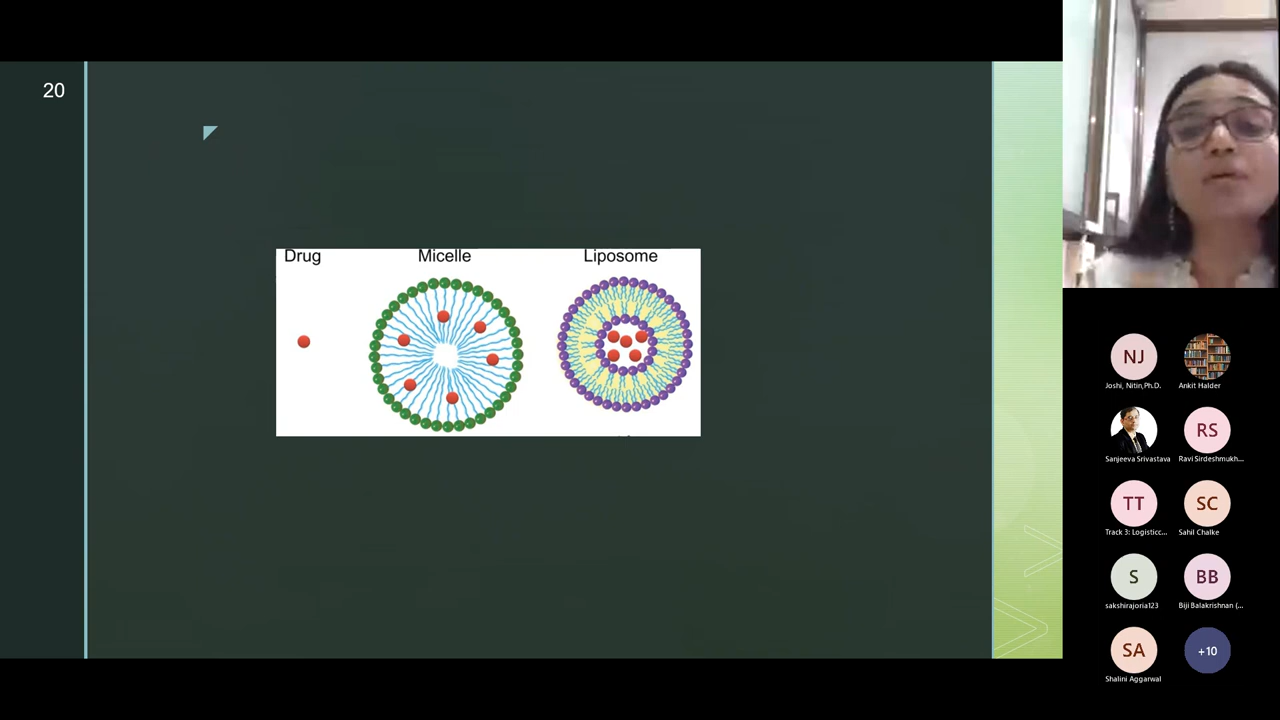 20
Drug
Micelle
Liposome
NJ
Joshi, Nitin,Ph.D.
Ankit Halder
Sanjeeva Srivastava
RS
Ravi Sirdeshmukh...
TT
Track 3: Logisticc...
SC
Sahil Chalke
S
sakshirajoria123
BB
Biji Balakrishnan (...
SA
Shalini Aggarwal
+10